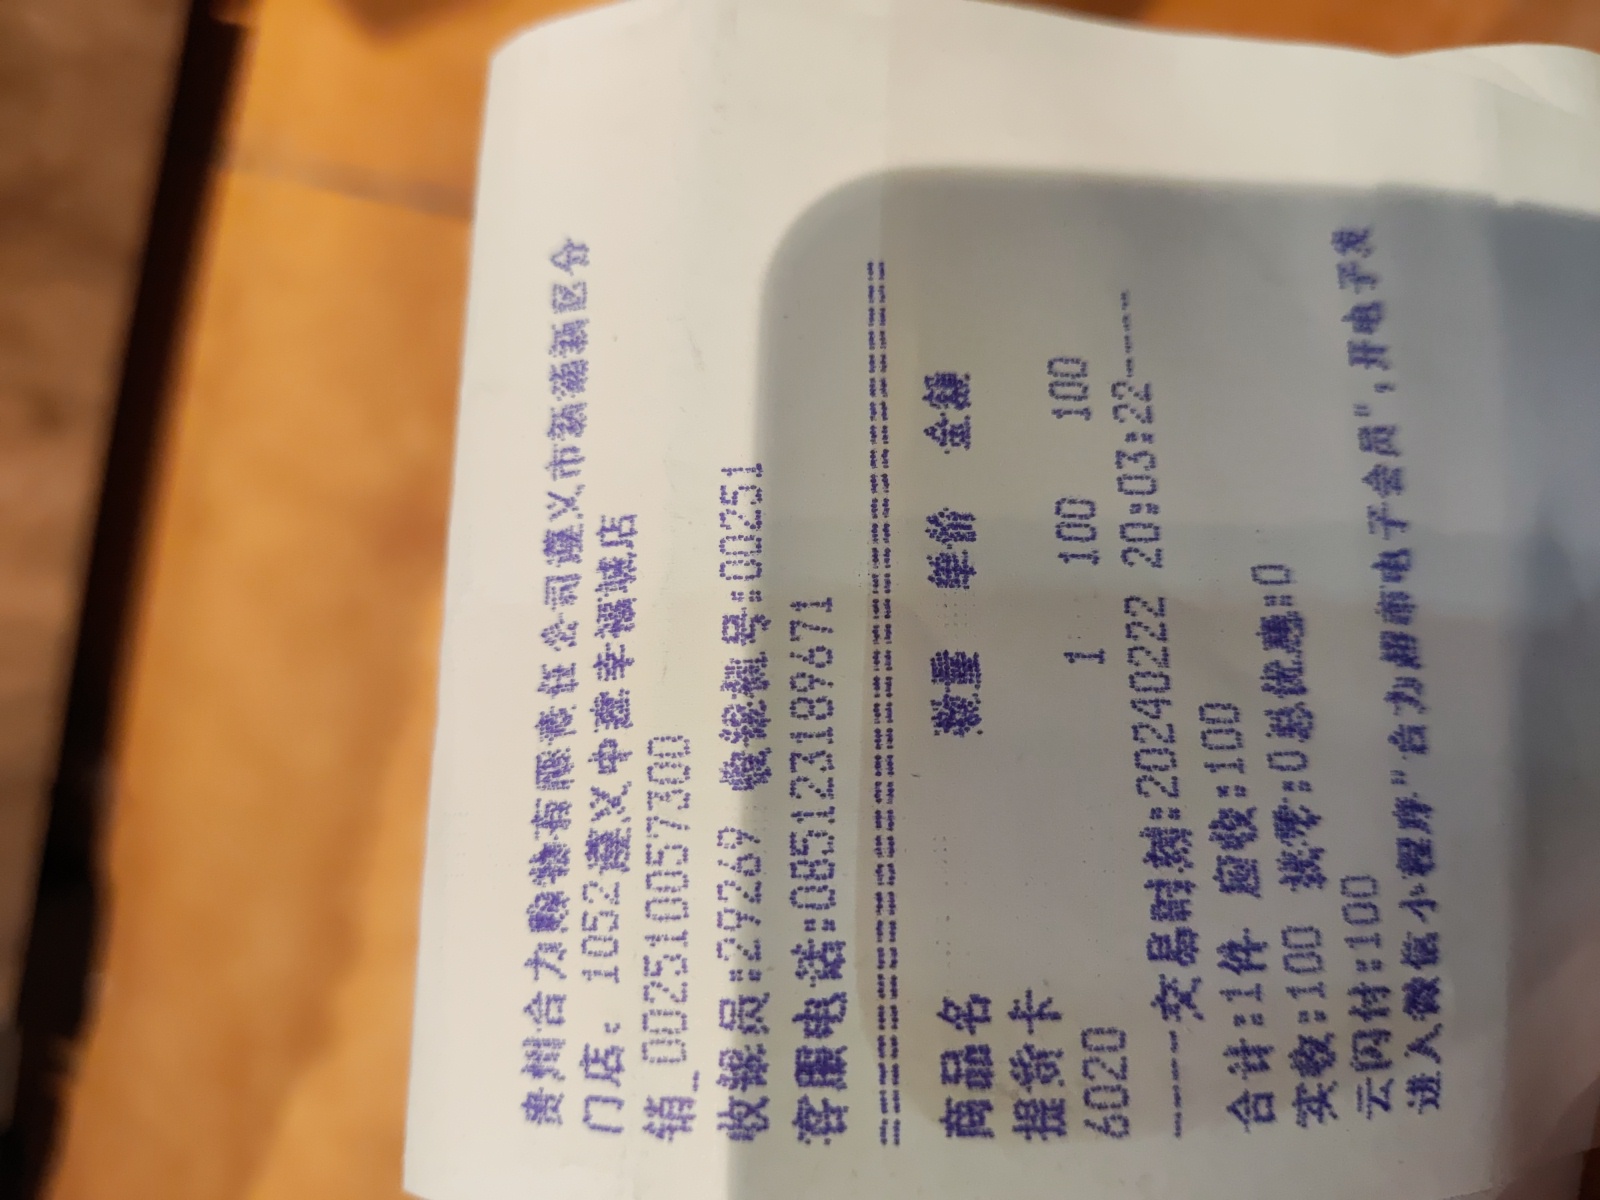 贵州合力购物有限责任公司遵义市新蒲新区分
门店: 1052遵义中建幸福城店
销_002510057300
收银员:29269 收银机号:00251
客服电话:085123189671
==========================================
商品名 数量 单价 金额
提货卡
6020 1 100 100
-----交易时刻:20240222 20:03:22-----
合计:1件 应收:100
实收:100 找零:0总优惠:0
云闪付:100
进入微信小程序"合力超市电子会员",开电子发